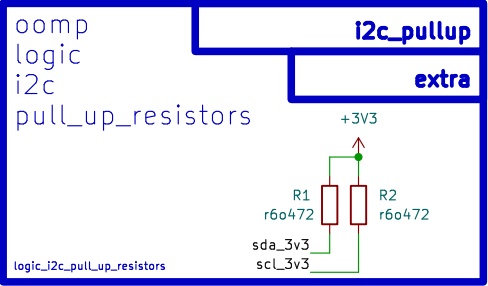 oomp
logic
i2c
pull_up_resistors
i2c_pullup
extra
+3V3
R1
r6o472
R2
r6o472
sda_3v3
scl_3v3
logic_i2c_pull_up_resistors